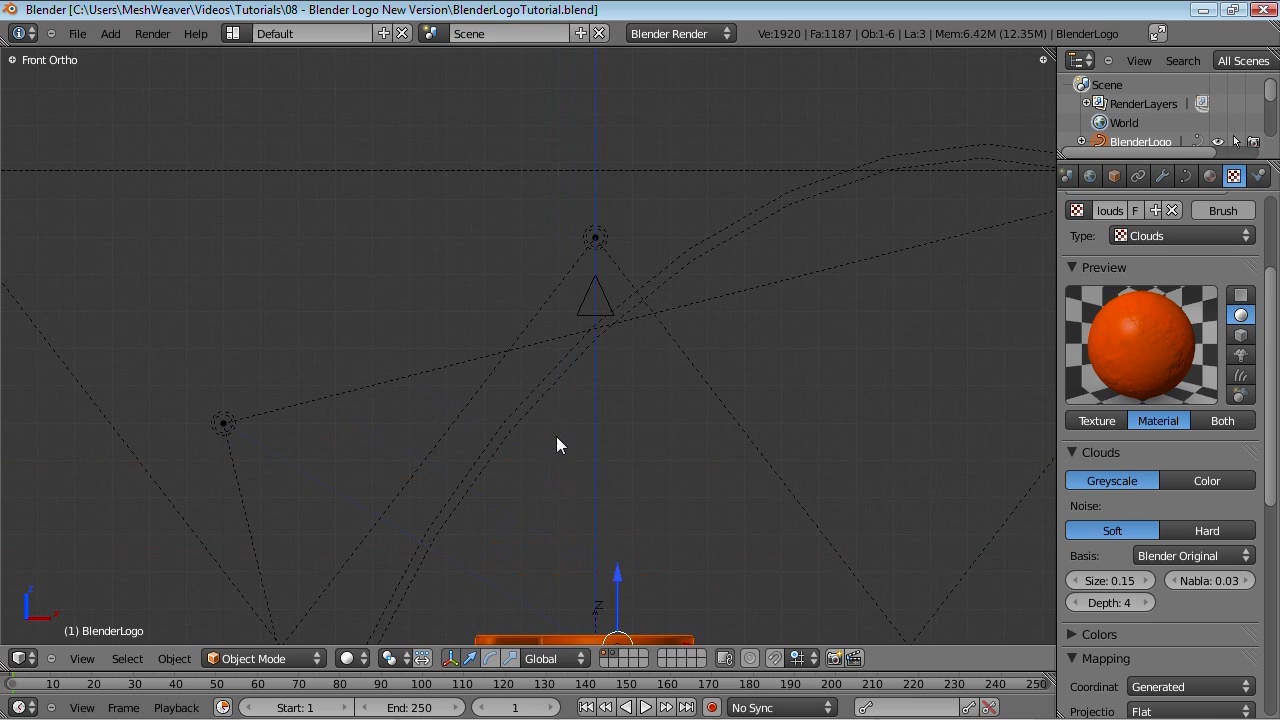 Blender [C:\Users\MeshWeaver\Videos\Tutorials\08 - Blender Logo New Version\BlenderLogoTutorial.blend]
File Add Render Help Default Scene Blender Render Ve:1920 | Fa:1187 | Ob:1-6 | La:3 | Mem:6.42M (12.35M) | BlenderLogo
Front Ortho
View Search All Scenes
Scene
RenderLayers
World
BlenderLogo
louds F Brush
Type: Clouds
Preview
Texture Material Both
Clouds
Greyscale Color
Noise:
Soft Hard
Basis: Blender Original
Size: 0.15 Nabla: 0.03
Depth: 4
Colors
Mapping
Coordinat Generated
Projectio Flat
z
x
Z
(1) BlenderLogo
View Select Object Object Mode Global
10 20 30 40 50 60 70 80 90 100 110 120 130 140 150 160 170 180 190 200 210 220 230 240 250
View Frame Playback Start: 1 End: 250 1 No Sync